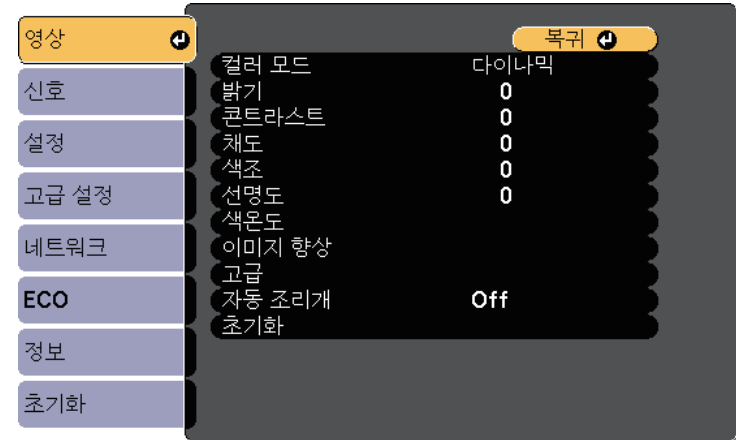 영상
신호
설정
고급 설정
네트워크
ECO
정보
초기화
복귀
컬러 모드 다이나믹
밝기 0
콘트라스트 0
채도 0
색조 0
선명도 0
색온도
이미지 향상
고급
자동 조리개 Off
초기화